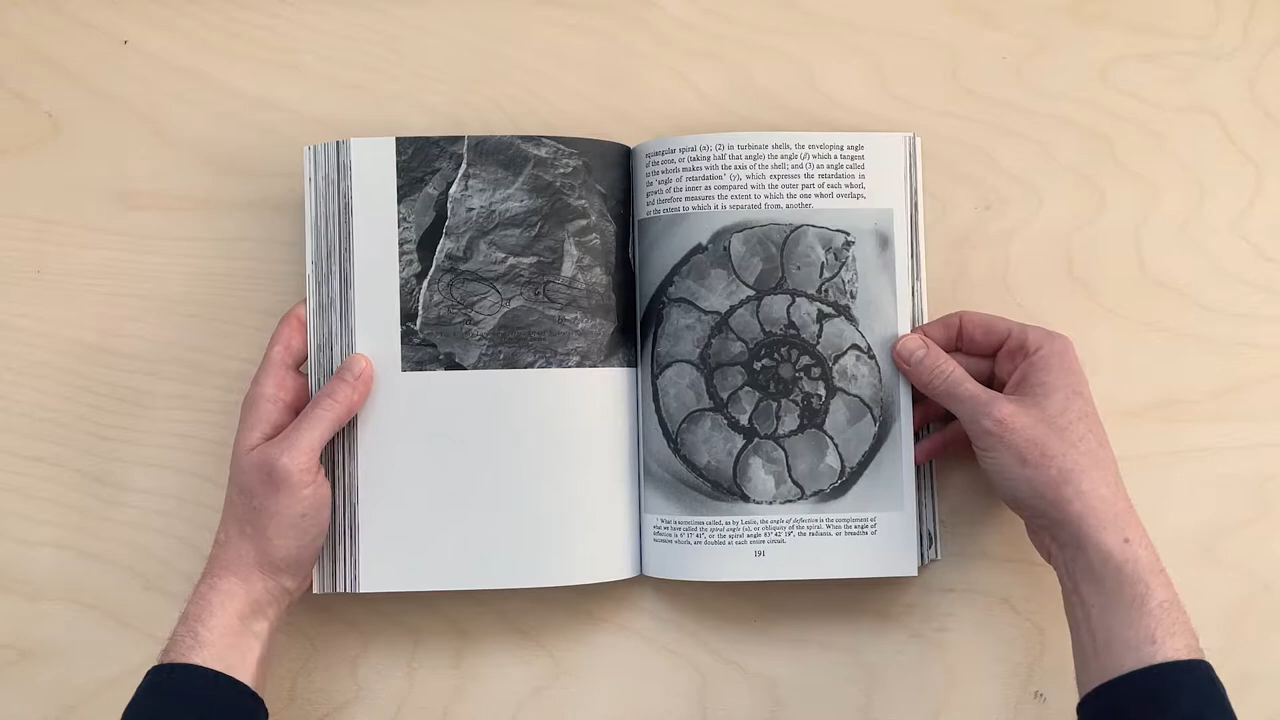 equiangular spiral (α); (2) in turbinate shells, the enveloping angle
of the cone, or (taking half that angle) the angle (β) which a tangent
to the whorls makes with the axis of the shell; and (3) an angle called
the 'angle of retardation' (γ), which expresses the retardation in
growth of the inner as compared with the outer part of each whorl,
and therefore measures the extent to which the one whorl overlaps,
or the extent to which it is separated from, another.
¹ What is sometimes called, as by Leslie, the angle of deflection is the complement of
what we have called the spiral angle (α), or obliquity of the spiral. When the angle of
deflection is 6° 17′ 41″, or the spiral angle 83° 42′ 19″, the radiants, or breadths of
successive whorls, are doubled at each entire circuit.
191